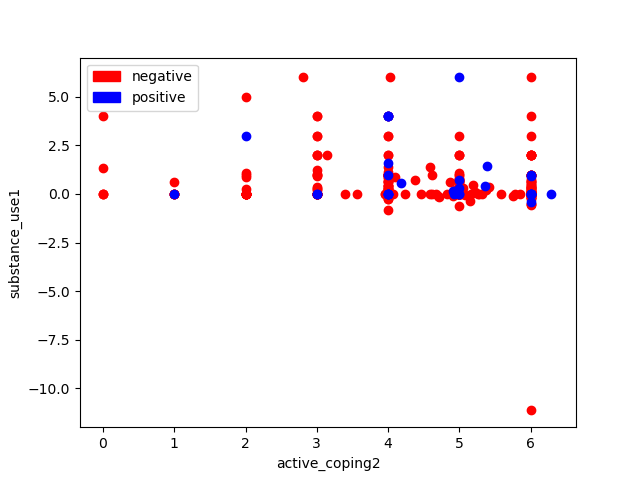 negative
positive
5.0
2.5
0.0
−2.5
−5.0
−7.5
−10.0
substance_use1
0 1 2 3 4 5 6
active_coping2